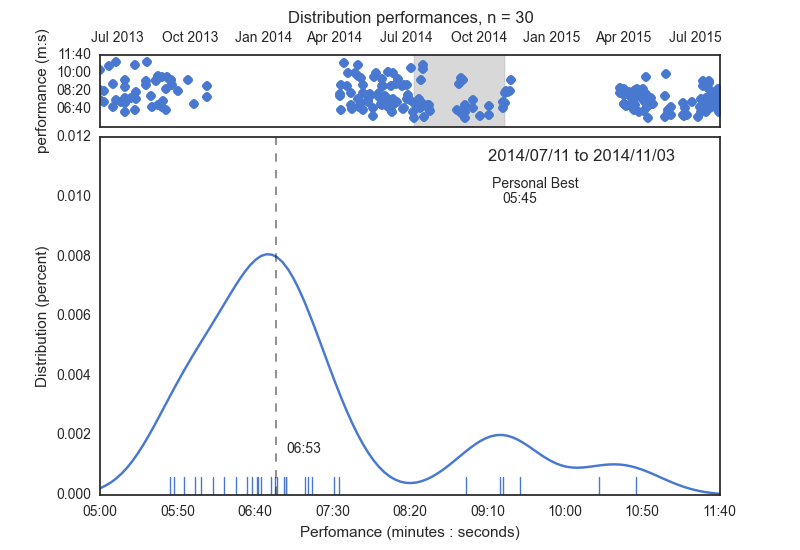 Distribution performances, n = 30
Jul 2013 Oct 2013 Jan 2014 Apr 2014 Jul 2014 Oct 2014 Jan 2015 Apr 2015 Jul 2015
performance (m:s)
11:40
10:00
08:20
06:40
0.012
2014/07/11 to 2014/11/03
Personal Best
05:45
0.010
0.008
Distribution (percent)
0.006
0.004
0.002
06:53
0.000
05:00 05:50 06:40 07:30 08:20 09:10 10:00 10:50 11:40
Perfomance (minutes : seconds)